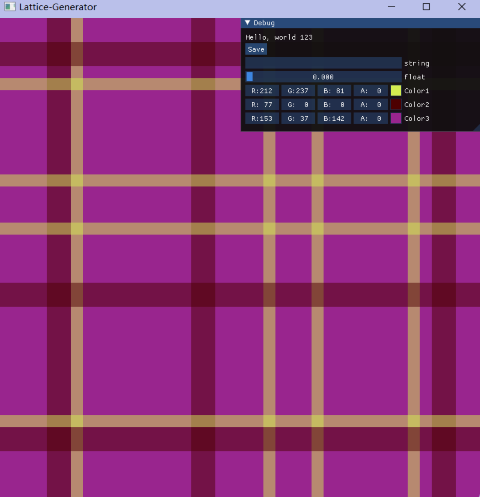 Lattice-Generator
Debug
Hello, world 123
Save
string
0.000 float
R:212 G:237 B: 81 A: 0 Color1
R: 77 G: 0 B: 0 A: 0 Color2
R:153 G: 37 B:142 A: 0 Color3